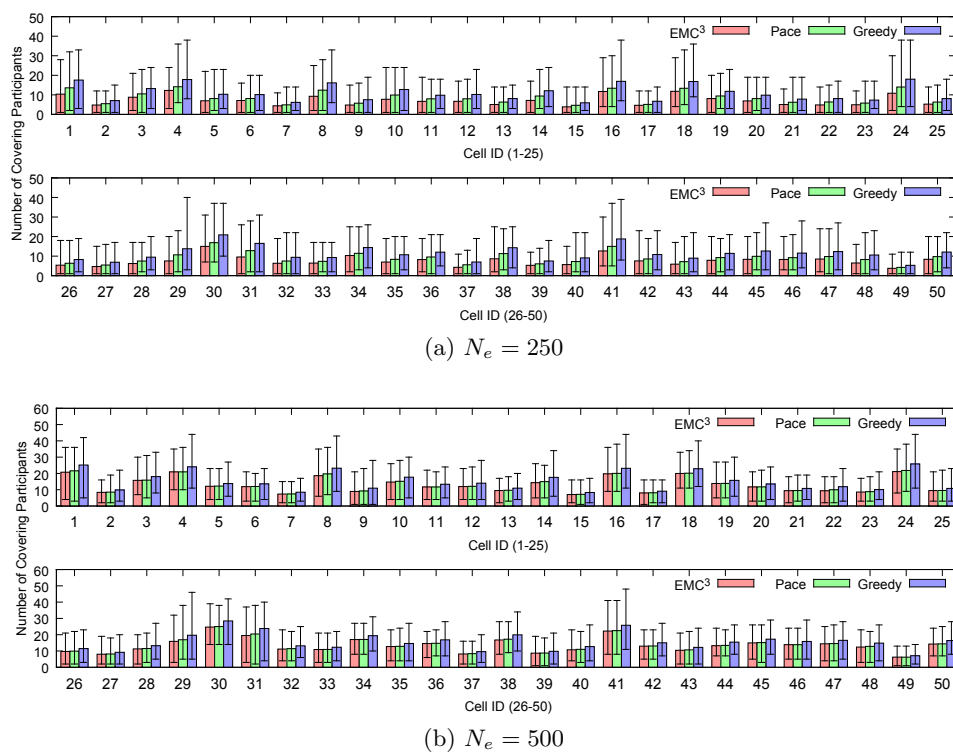 Number of Covering Participants
50
40
30
20
10
0
EMC³ Pace Greedy
1 2 3 4 5 6 7 8 9 10 11 12 13 14 15 16 17 18 19 20 21 22 23 24 25
Cell ID (1-25)
50
40
30
20
10
0
EMC³ Pace Greedy
26 27 28 29 30 31 32 33 34 35 36 37 38 39 40 41 42 43 44 45 46 47 48 49 50
Cell ID (26-50)
(a) Nₑ = 250
Number of Covering Participants
60
50
40
30
20
10
0
EMC³ Pace Greedy
1 2 3 4 5 6 7 8 9 10 11 12 13 14 15 16 17 18 19 20 21 22 23 24 25
Cell ID (1-25)
60
50
40
30
20
10
0
EMC³ Pace Greedy
26 27 28 29 30 31 32 33 34 35 36 37 38 39 40 41 42 43 44 45 46 47 48 49 50
Cell ID (26-50)
(b) Nₑ = 500